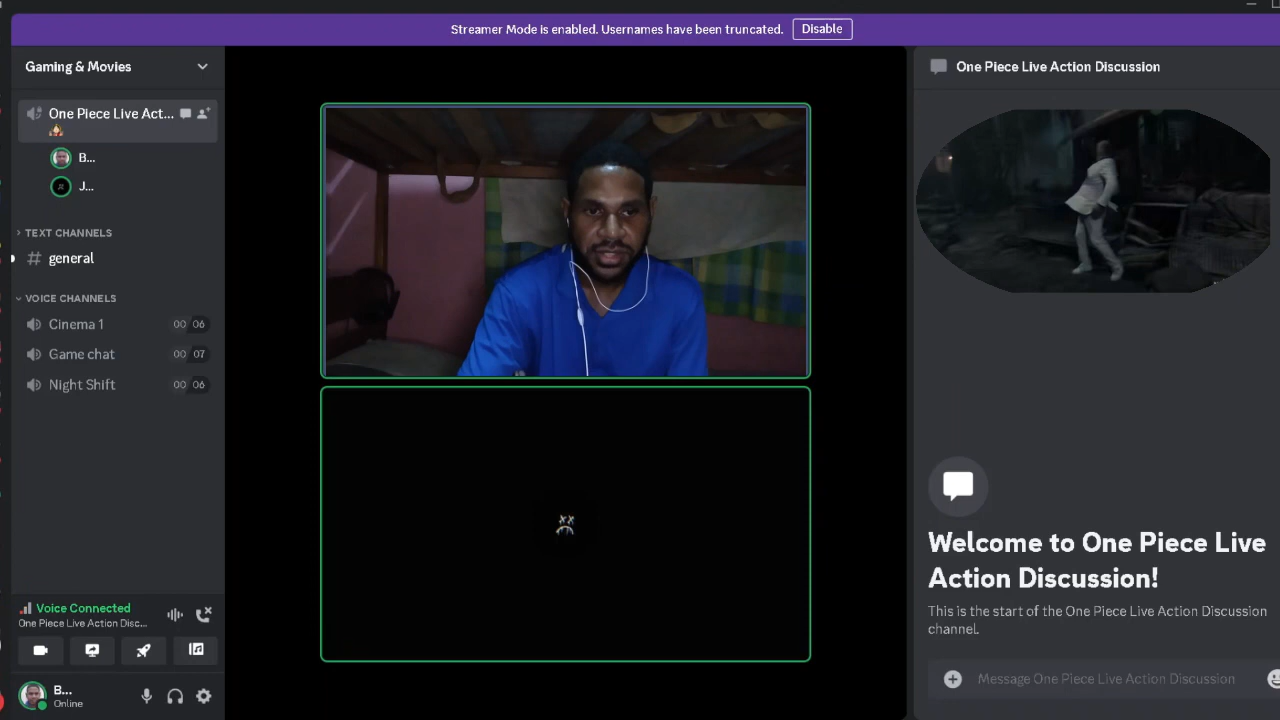 Streamer Mode is enabled. Usernames have been truncated. Disable
Gaming & Movies
One Piece Live Act...
B...
J...
TEXT CHANNELS
general
VOICE CHANNELS
Cinema 1 00 06
Game chat 00 07
Night Shift 00 06
Voice Connected
One Piece Live Action Disc...
B...
Online
One Piece Live Action Discussion
Welcome to One Piece Live
Action Discussion!
This is the start of the One Piece Live Action Discussion
channel.
Message One Piece Live Action Discussion